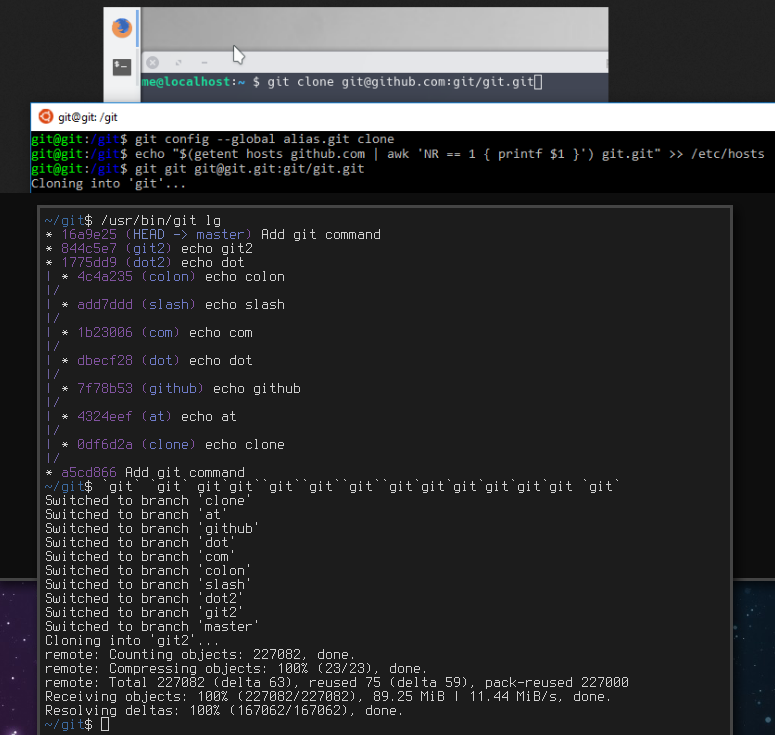 $-
me@localhost:~ $ git clone git@github.com:git/git.git
git@git: /git
git@git:/git$ git config --global alias.git clone
git@git:/git$ echo "$(getent hosts github.com | awk 'NR == 1 { printf $1 }') git.git" >> /etc/hosts
git@git:/git$ git git git@git.git:git/git.git
Cloning into 'git'...
~/git$ /usr/bin/git lg
* 16a9e25 (HEAD -> master) Add git command
* 844c5e7 (git2) echo git2
* 1775dd9 (dot2) echo dot
| * 4c4a235 (colon) echo colon
|/
| * add7ddd (slash) echo slash
|/
| * 1b23006 (com) echo com
|/
| * dbecf28 (dot) echo dot
|/
| * 7f78b53 (github) echo github
|/
| * 4324eef (at) echo at
|/
| * 0df6d2a (clone) echo clone
|/
* a5cd866 Add git command
~/git$ `git` `git` git`git``git``git``git``git`git`git`git`git`git `git`
Switched to branch 'clone'
Switched to branch 'at'
Switched to branch 'github'
Switched to branch 'dot'
Switched to branch 'com'
Switched to branch 'colon'
Switched to branch 'slash'
Switched to branch 'dot2'
Switched to branch 'git2'
Switched to branch 'master'
Cloning into 'git2'...
remote: Counting objects: 227082, done.
remote: Compressing objects: 100% (23/23), done.
remote: Total 227082 (delta 63), reused 75 (delta 59), pack-reused 227000
Receiving objects: 100% (227082/227082), 89.25 MiB | 11.44 MiB/s, done.
Resolving deltas: 100% (167062/167062), done.
~/git$